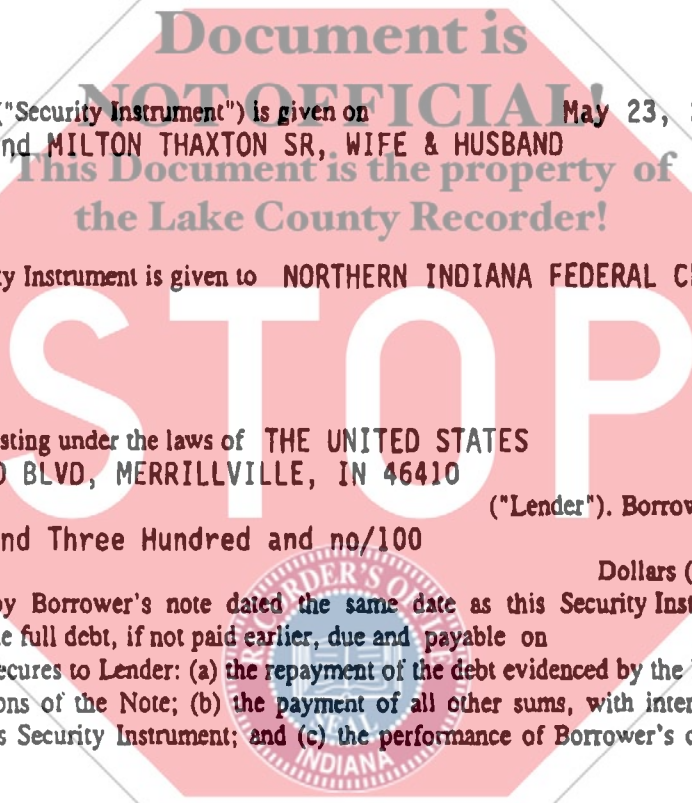 Document is
NOT OFFICIAL!
("Security Instrument") is given on May 23,
nd MILTON THAXTON SR, WIFE & HUSBAND
This Document is the property of
the Lake County Recorder!
ty Instrument is given to NORTHERN INDIANA FEDERAL C
STOP
sting under the laws of THE UNITED STATES
D BLVD, MERRILLVILLE, IN 46410
("Lender"). Borrow
nd Three Hundred and no/100
Dollars (
by Borrower's note dated the same date as this Security Inst
e full debt, if not paid earlier, due and payable on
ecures to Lender: (a) the repayment of the debt evidenced by the
ons of the Note; (b) the payment of all other sums, with inter
s Security Instrument; and (c) the performance of Borrower's
RECORDER'S OFFICE
SEAL
INDIANA